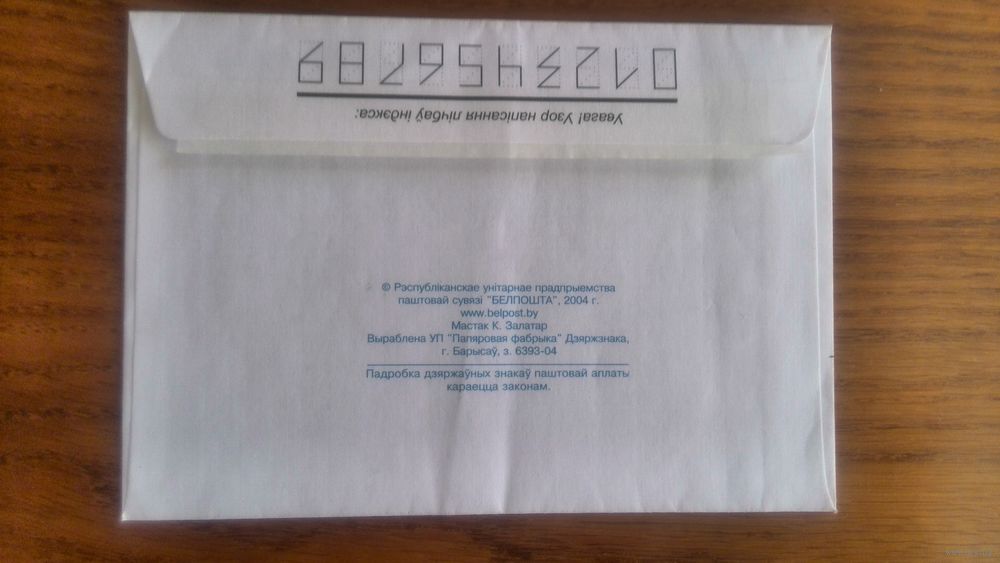 Увага! Узор напісання лічбаў індэкса:
0123456789
© Рэспубліканскае унітарнае прадпрыемства
паштовай сувязі "БЕЛПОШТА", 2004 г.
www.belpost.by
Мастак К. Залатар
Выраблена УП "Папяровая фабрыка" Дзяржзнака,
г. Барысаў, з. 6393-04
Падробка дзяржаўных знакаў паштовай аплаты
караецца законам.